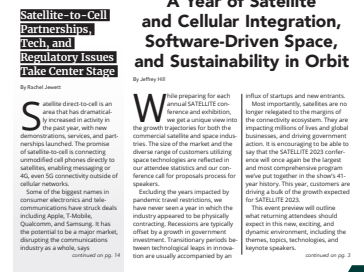 Satellite-to-Cell
Partnerships,
Tech, and
Regulatory Issues
Take Center Stage
By Rachel Jewett
Satellite direct-to-cell is an
area that has dramatical-
ly increased in activity in
the past year, with new
demonstrations, services, and part-
nerships launched. The promise
of satellite-to-cell is connecting
unmodified cell phones directly to
satellites, enabling messaging or
4G, even 5G connectivity outside of
cellular networks.
Some of the biggest names in
consumer electronics and tele-
communications have struck deals
including Apple, T-Mobile,
Qualcomm, and Samsung. It has
the potential to be a major market,
disrupting the communications
industry as a whole, says
continued on pg. 14
A Year of Satellite
and Cellular Integration,
Software-Driven Space,
and Sustainability in Orbit
By Jeffrey Hill
While preparing for each
annual SATELLITE con-
ference and exhibition,
we get a unique view into
the growth trajectories for both the
commercial satellite and space indus-
tries. The size of the market and the
diverse range of customers utilizing
space technologies are reflected in
our attendee statistics and our con-
ference call for proposals process for
speakers.
Excluding the years impacted by
pandemic travel restrictions, we
have never seen a year in which the
industry appeared to be physically
contracting. Recessions are typically
offset by a growth in government
investment. Transitionary periods be-
tween technological leaps in innova-
tion are usually accompanied by an
influx of startups and new entrants.
Most importantly, satellites are no
longer relegated to the margins of
the connectivity ecosystem. They are
impacting millions of lives and global
businesses, and driving government
action. It is encouraging to be able to
say that the SATELLITE 2023 confer-
ence will once again be the largest
and most comprehensive program
we've put together in the show's 41-
year history. This year, customers are
driving a bulk of the growth expected
for SATELLITE 2023.
This event preview will outline
what returning attendees should
expect in this new, exciting, and
dynamic environment, including the
themes, topics, technologies, and
keynote speakers.
continued on pg. 3